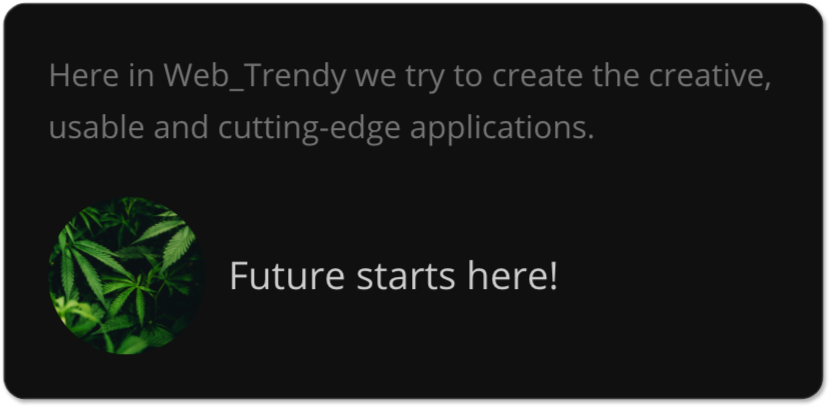 Here in Web_Trendy we try to create the creative,
usable and cutting-edge applications.
Future starts here!